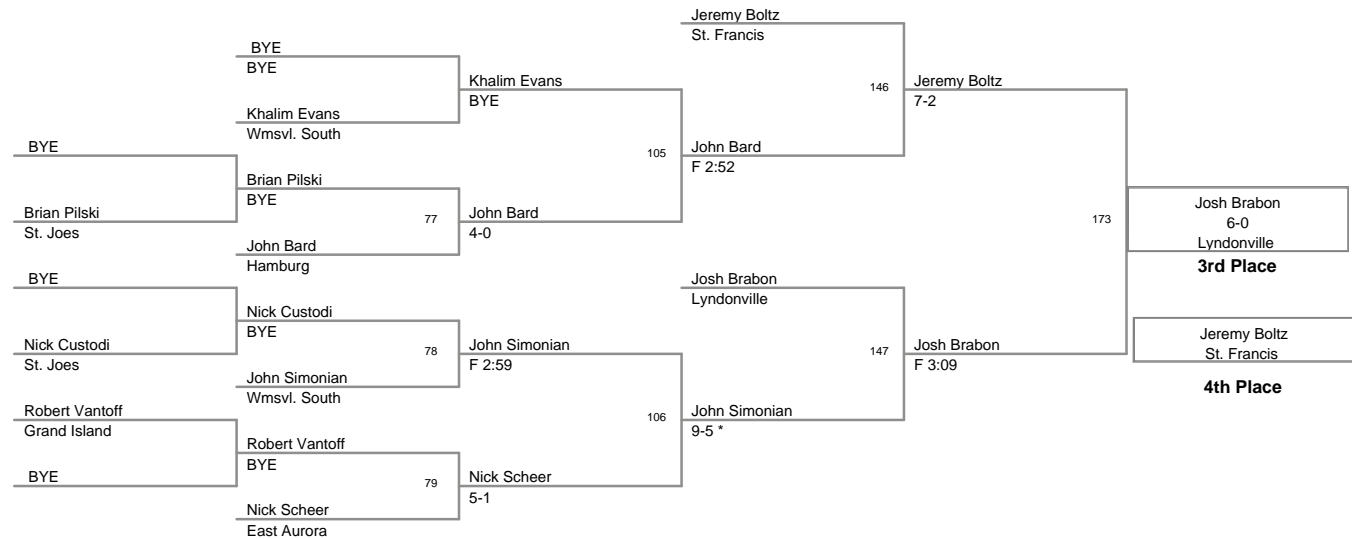 Jeremy Boltz
St. Francis
BYE
BYE
Khalim Evans
BYE
146
Jeremy Boltz
7-2
Khalim Evans
Wmsvl. South
BYE
105
John Bard
F 2:52
Brian Pilski
BYE
Brian Pilski
St. Joes
77
John Bard
4-0
173
Josh Brabon
6-0
Lyndonville
3rd Place
John Bard
Hamburg
BYE
Josh Brabon
Lyndonville
Nick Custodi
BYE
Nick Custodi
St. Joes
78
John Simonian
F 2:59
147
Josh Brabon
F 3:09
Jeremy Boltz
St. Francis
4th Place
John Simonian
Wmsvl. South
Robert Vantoff
Grand Island
106
John Simonian
9-5 *
Robert Vantoff
BYE
BYE
79
Nick Scheer
5-1
Nick Scheer
East Aurora